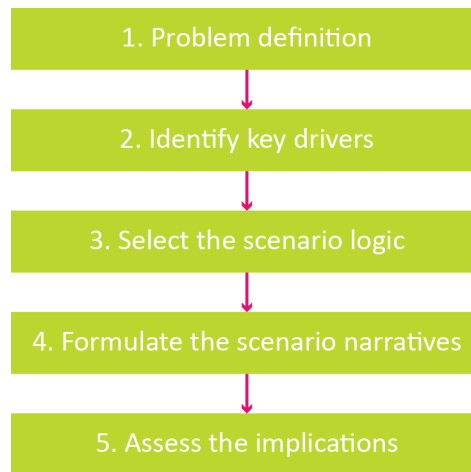 1. Problem definition
2. Identify key drivers
3. Select the scenario logic
4. Formulate the scenario narratives
5. Assess the implications